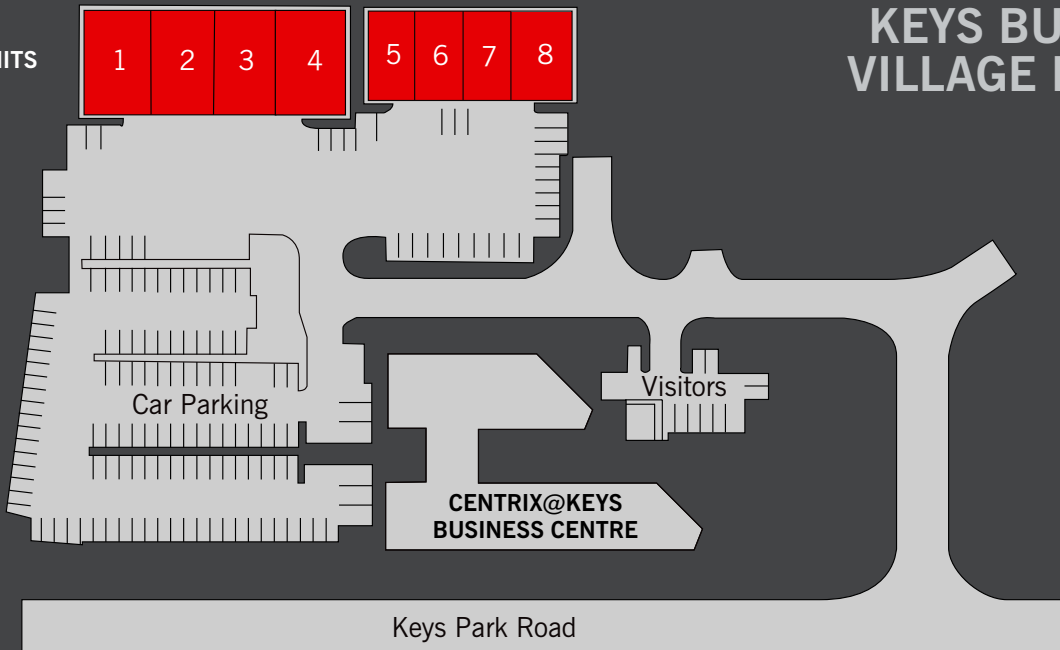 KEYS BU
VILLAGE
1 2 3 4 5 6 7 8
Visitors
Car Parking
CENTRIX@KEYS
BUSINESS CENTRE
Keys Park Road